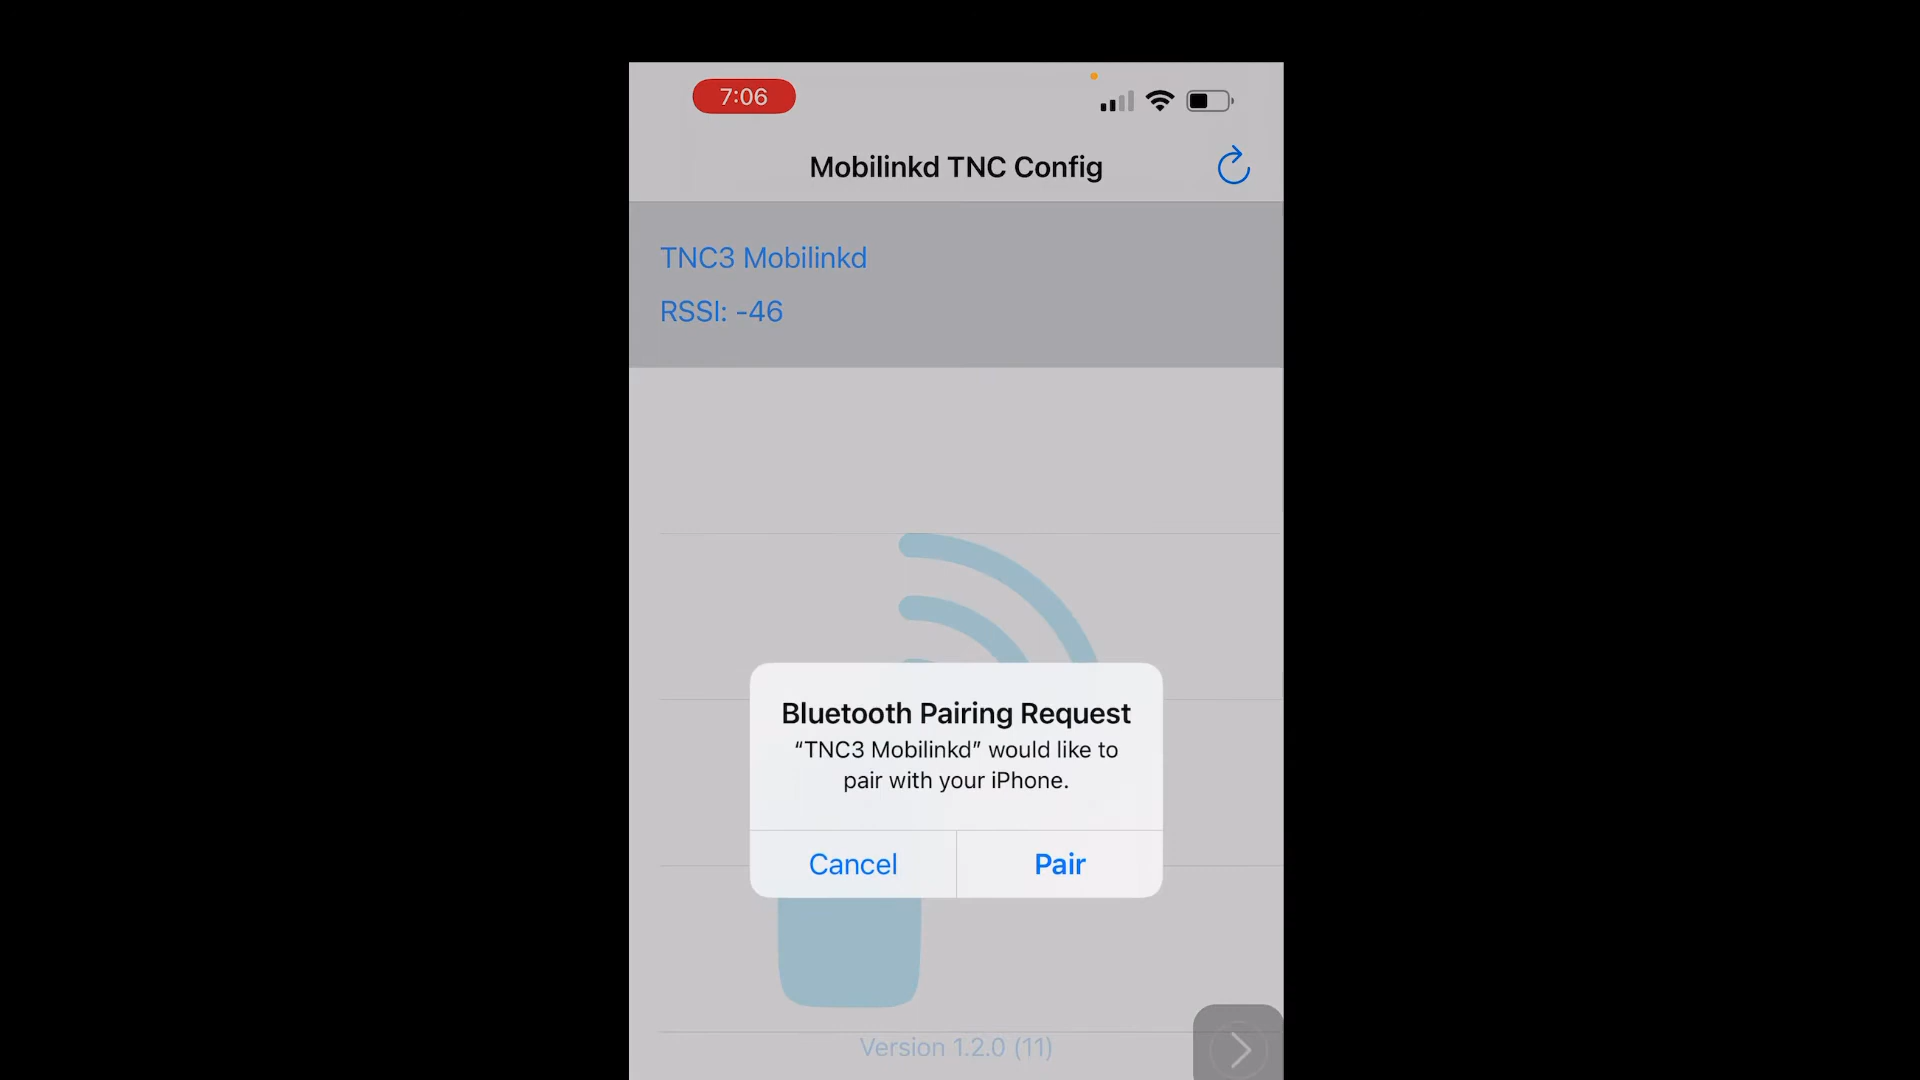 7:06
Mobilinkd TNC Config
TNC3 Mobilinkd
RSSI: -46
Bluetooth Pairing Request
“TNC3 Mobilinkd” would like to
pair with your iPhone.
Cancel
Pair
Version 1.2.0 (11)